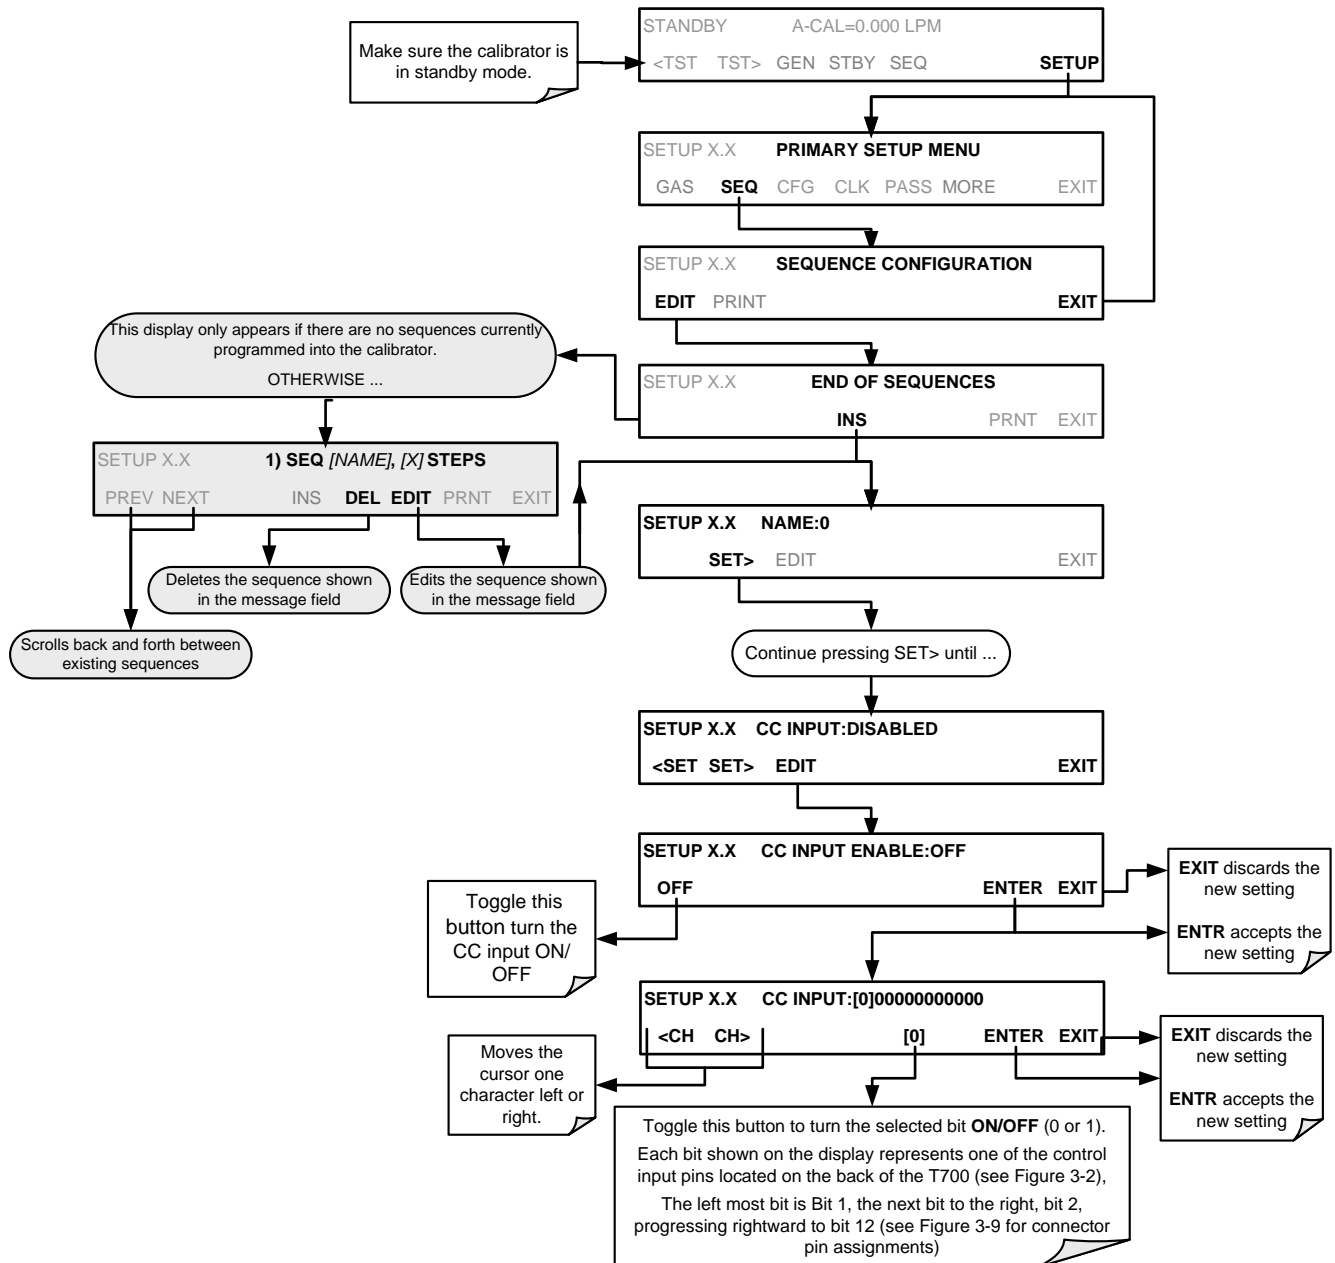 Make sure the calibrator is
in standby mode.
STANDBY A-CAL=0.000 LPM
<TST TST> GEN STBY SEQ SETUP
SETUP X.X PRIMARY SETUP MENU
GAS SEQ CFG CLK PASS MORE EXIT
SETUP X.X SEQUENCE CONFIGURATION
EDIT PRINT EXIT
This display only appears if there are no sequences currently
programmed into the calibrator.
OTHERWISE ...
SETUP X.X END OF SEQUENCES
INS PRNT EXIT
SETUP X.X 1) SEQ [NAME], [X] STEPS
PREV NEXT INS DEL EDIT PRNT EXIT
Deletes the sequence shown
in the message field
Edits the sequence shown
in the message field
Scrolls back and forth between
existing sequences
SETUP X.X NAME:0
SET> EDIT EXIT
Continue pressing SET> until ...
SETUP X.X CC INPUT:DISABLED
<SET SET> EDIT EXIT
SETUP X.X CC INPUT ENABLE:OFF
OFF ENTER EXIT
EXIT discards the
new setting
ENTR accepts the
new setting
Toggle this
button turn the
CC input ON/
OFF
SETUP X.X CC INPUT:[0]00000000000
<CH CH> [0] ENTER EXIT
Moves the
cursor one
character left or
right.
EXIT discards the
new setting
ENTR accepts the
new setting
Toggle this button to turn the selected bit ON/OFF (0 or 1).
Each bit shown on the display represents one of the control
input pins located on the back of the T700 (see Figure 3-2),
The left most bit is Bit 1, the next bit to the right, bit 2,
progressing rightward to bit 12 (see Figure 3-9 for connector
pin assignments)